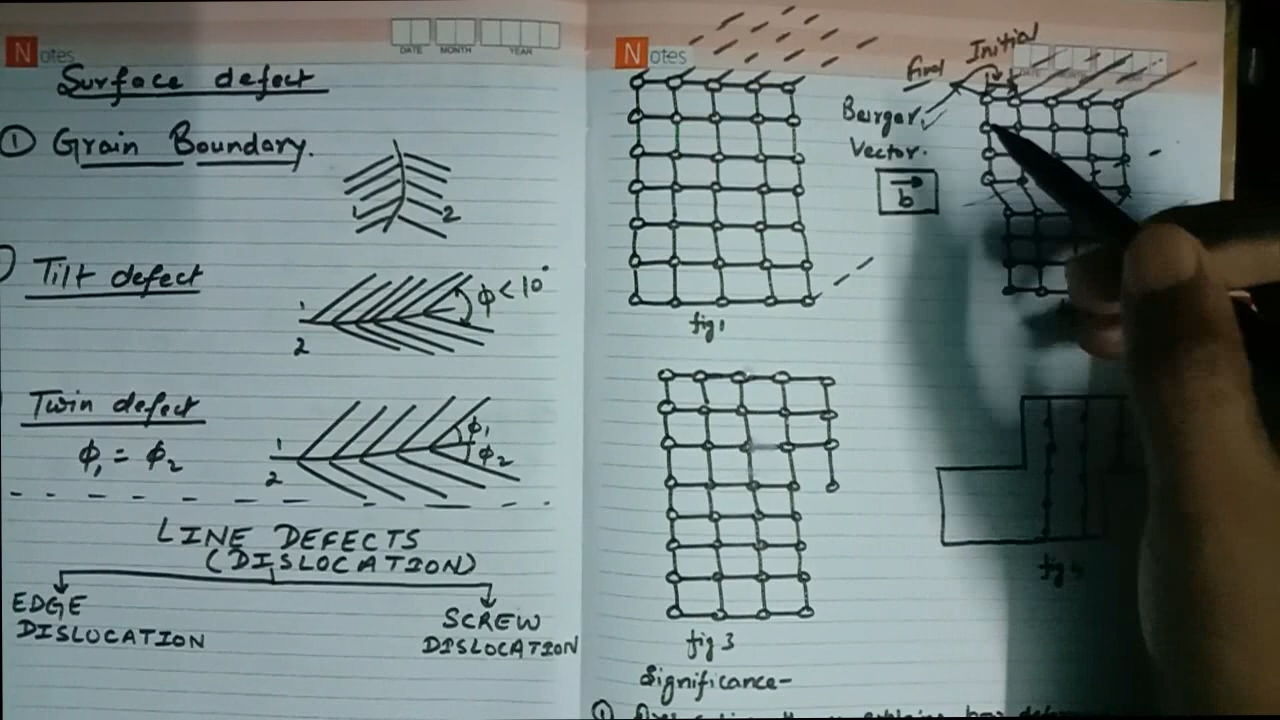 Notes
DATE MONTH YEAR
Surface defect
① Grain Boundary.
1 2
Tilt defect
1
2
ϕ<10°
Twin defect
ϕ₁ = ϕ₂
1
2
ϕ₁
ϕ₂
LINE DEFECTS
(DISLOCATION)
EDGE
DISLOCATION
SCREW
DISLOCATION
Notes
Initial
Final
Burgar
Vector.
b
fig 1
fig 3
Significance-
①